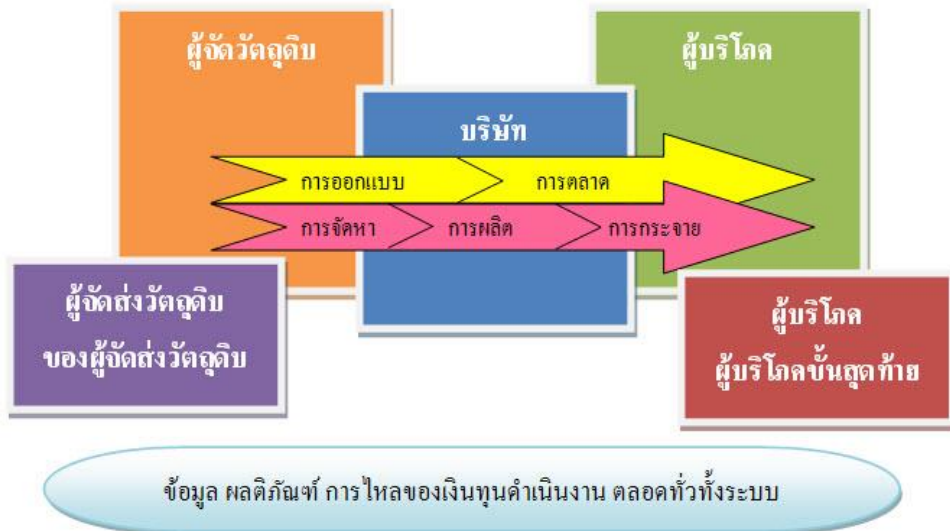 ผู้จัดวัตถุดิบ
ผู้บริโภค
บริษัท
การออกแบบ
การตลาด
การจัดหา
การผลิต
การกระจาย
ผู้จัดส่งวัตถุดิบ
ของผู้จัดส่งวัตถุดิบ
ผู้บริโภค
ผู้บริโภคขั้นสุดท้าย
ข้อมูล ผลติภัณฑ์ การไหลของเงินทุนดำเนินงาน ตลอดทั่วทั้งระบบ